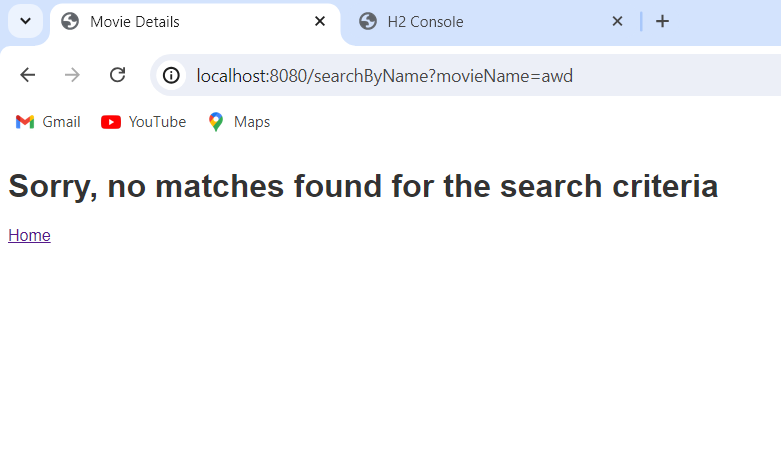 Movie Details
H2 Console
localhost:8080/searchByName?movieName=awd
Gmail
YouTube
Maps
Sorry, no matches found for the search criteria
Home